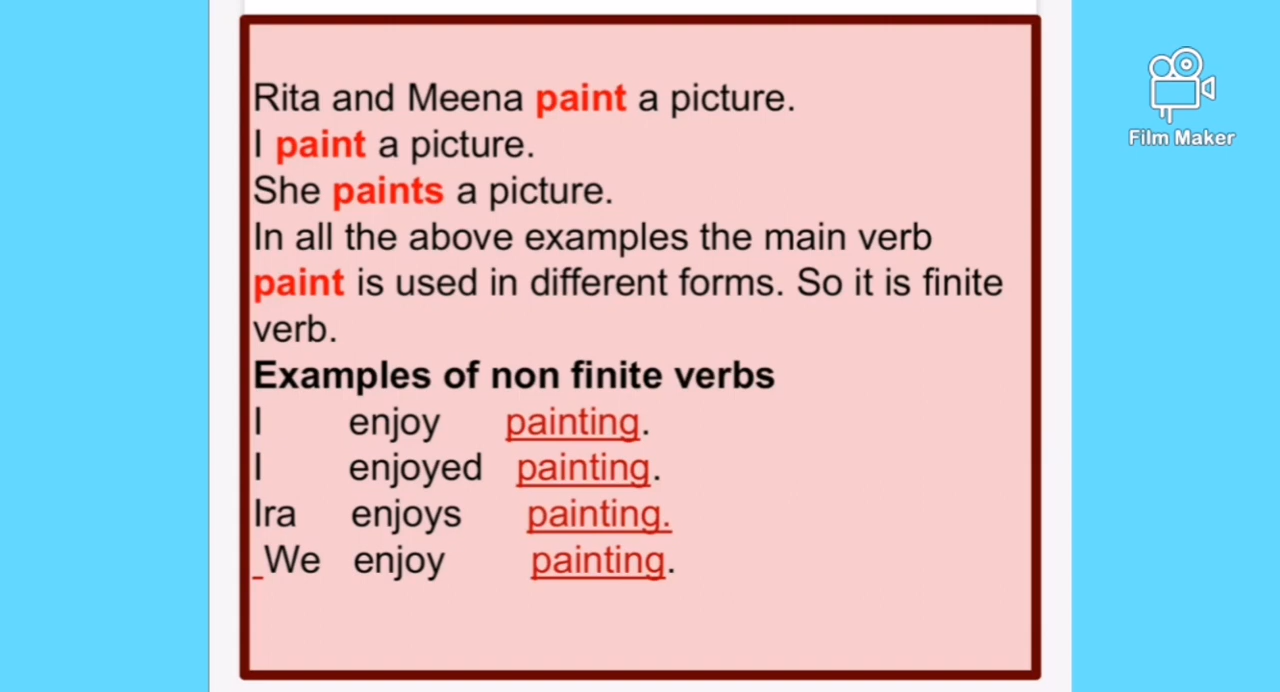 Rita and Meena paint a picture.
I paint a picture.
She paints a picture.
In all the above examples the main verb
paint is used in different forms. So it is finite
verb.
Examples of non finite verbs
I enjoy painting.
I enjoyed painting.
Ira enjoys painting.
_We enjoy painting.
Film Maker